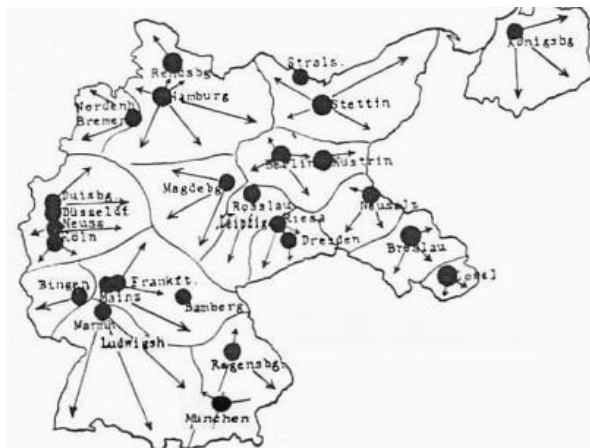 Königsbg
Strals.
Rendsbg
Hamburg
Stettin
Nordenh
Bremen
Berlin
Küstrin
Magdebg
Rosslau
Neusalz
Duisbg.
Düsseldf
Neuss
Köln
Leipzig
Riesa
Dresden
Breslau
Cosel
Bingen
Frankft.
Mainz
Bamberg
Ludwigsh
Regensbg.
München